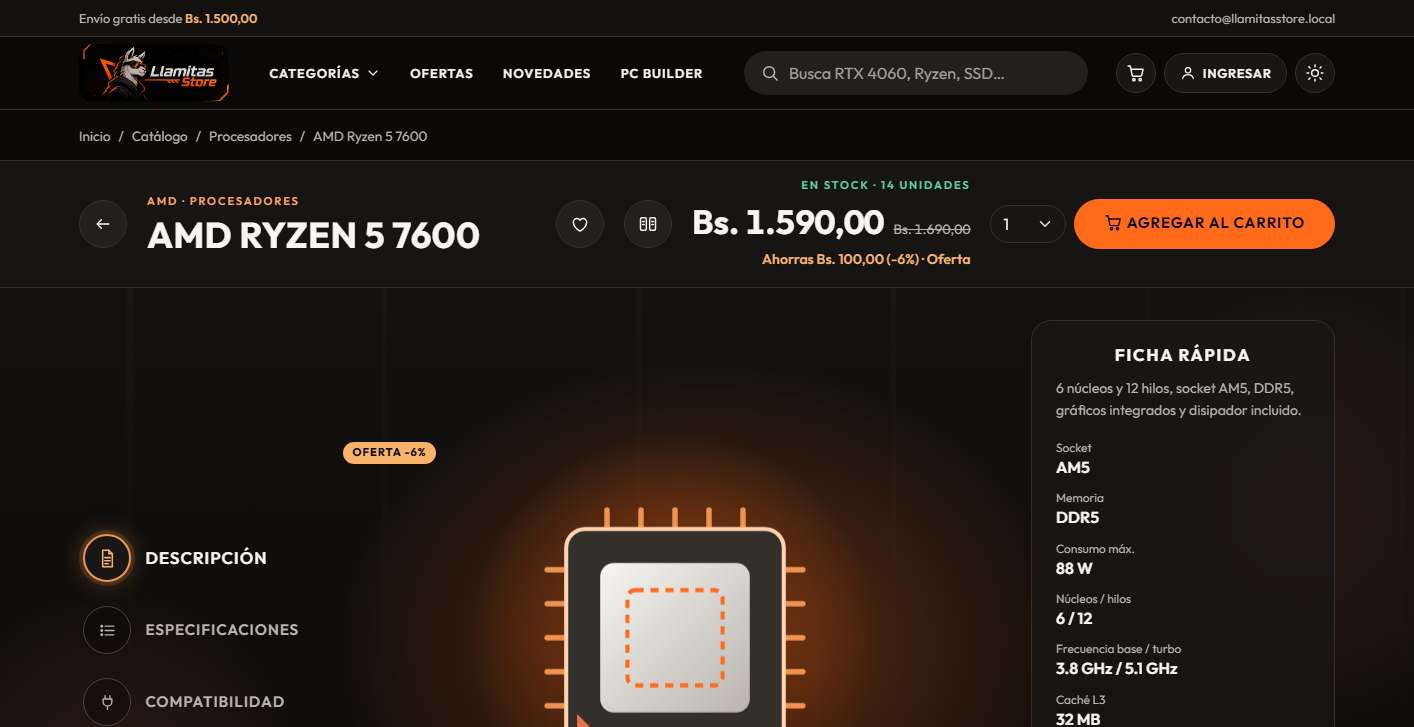 Envío gratis desde Bs. 1.500,00
contacto@llamitasstore.local
Llamitas
Store
CATEGORÍAS
OFERTAS
NOVEDADES
PC BUILDER
Busca RTX 4060, Ryzen, SSD...
INGRESAR
Inicio / Catálogo / Procesadores / AMD Ryzen 5 7600
AMD · PROCESADORES
AMD RYZEN 5 7600
EN STOCK · 14 UNIDADES
Bs. 1.590,00 Bs. 1.690,00
Ahorras Bs. 100,00 (-6%) · Oferta
1
AGREGAR AL CARRITO
OFERTA -6%
DESCRIPCIÓN
ESPECIFICACIONES
COMPATIBILIDAD
FICHA RÁPIDA
6 núcleos y 12 hilos, socket AM5, DDR5,
gráficos integrados y disipador incluido.
Socket
AM5
Memoria
DDR5
Consumo máx.
88 W
Núcleos / hilos
6 / 12
Frecuencia base / turbo
3.8 GHz / 5.1 GHz
Caché L3
32 MB